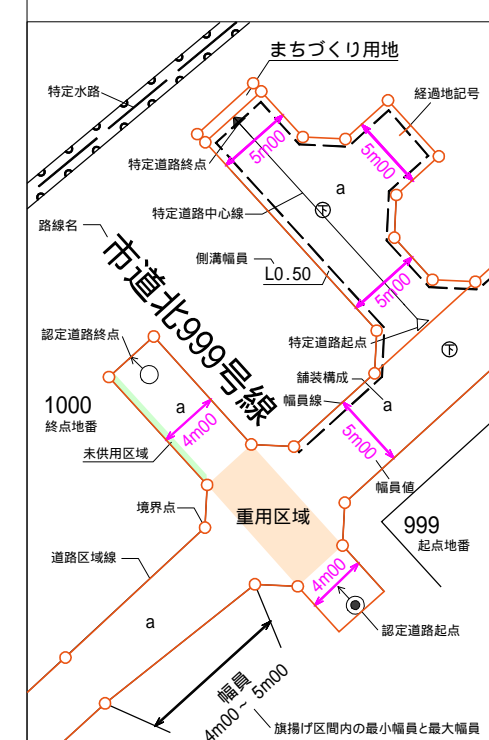 まちづくり用地
特定水路
経過地記号
5m00
5m00
特定道路終点
a
特定道路中心線
下
路線名
側溝幅員
L0.50
5m00
市道北999号線
認定道路終点
特定道路起点
下
舗装構成
a
幅員線
1000
終点地番
a
4m00
5m00
未供用区域
幅員値
境界点
重用区域
999
起点地番
道路区域線
4m00
a
認定道路起点
幅員
4m00~5m00
旗揚げ区間内の最小幅員と最大幅員